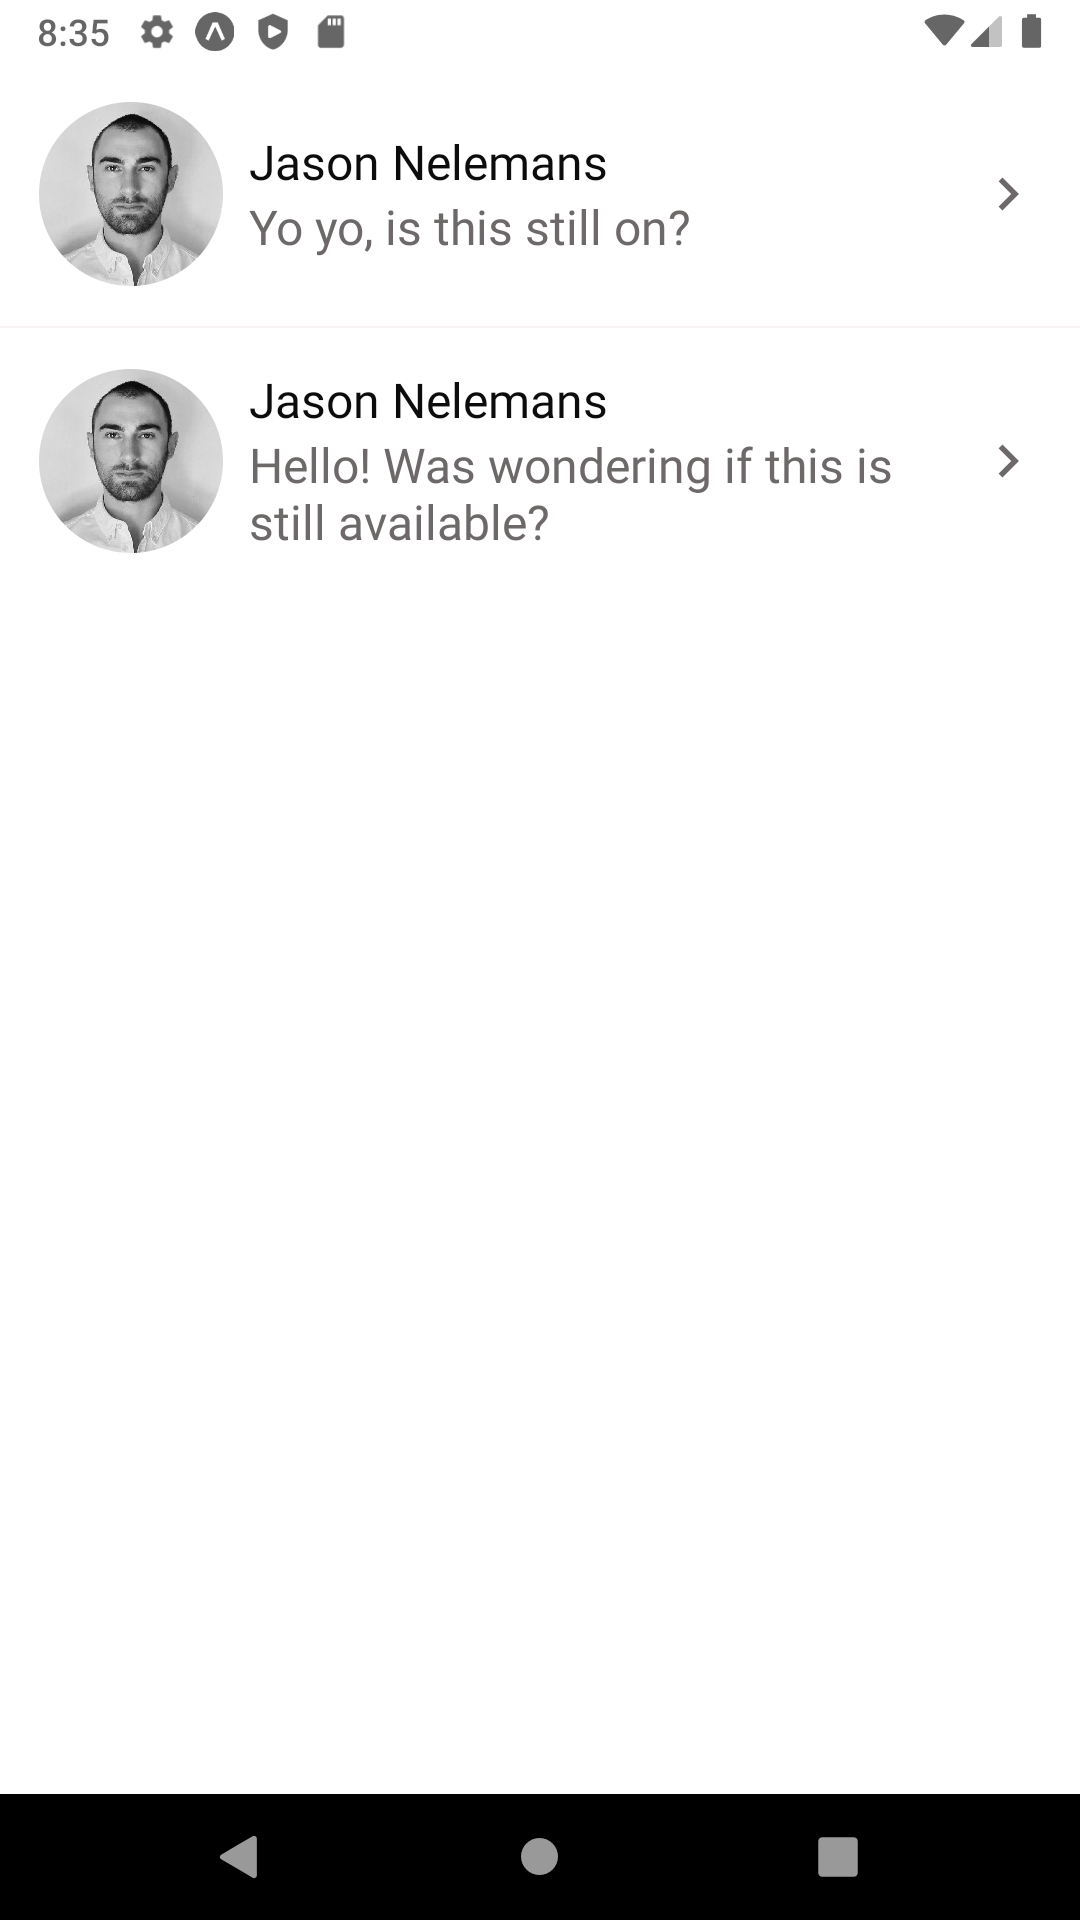 8:35
Jason Nelemans
Yo yo, is this still on?
Jason Nelemans
Hello! Was wondering if this is
still available?